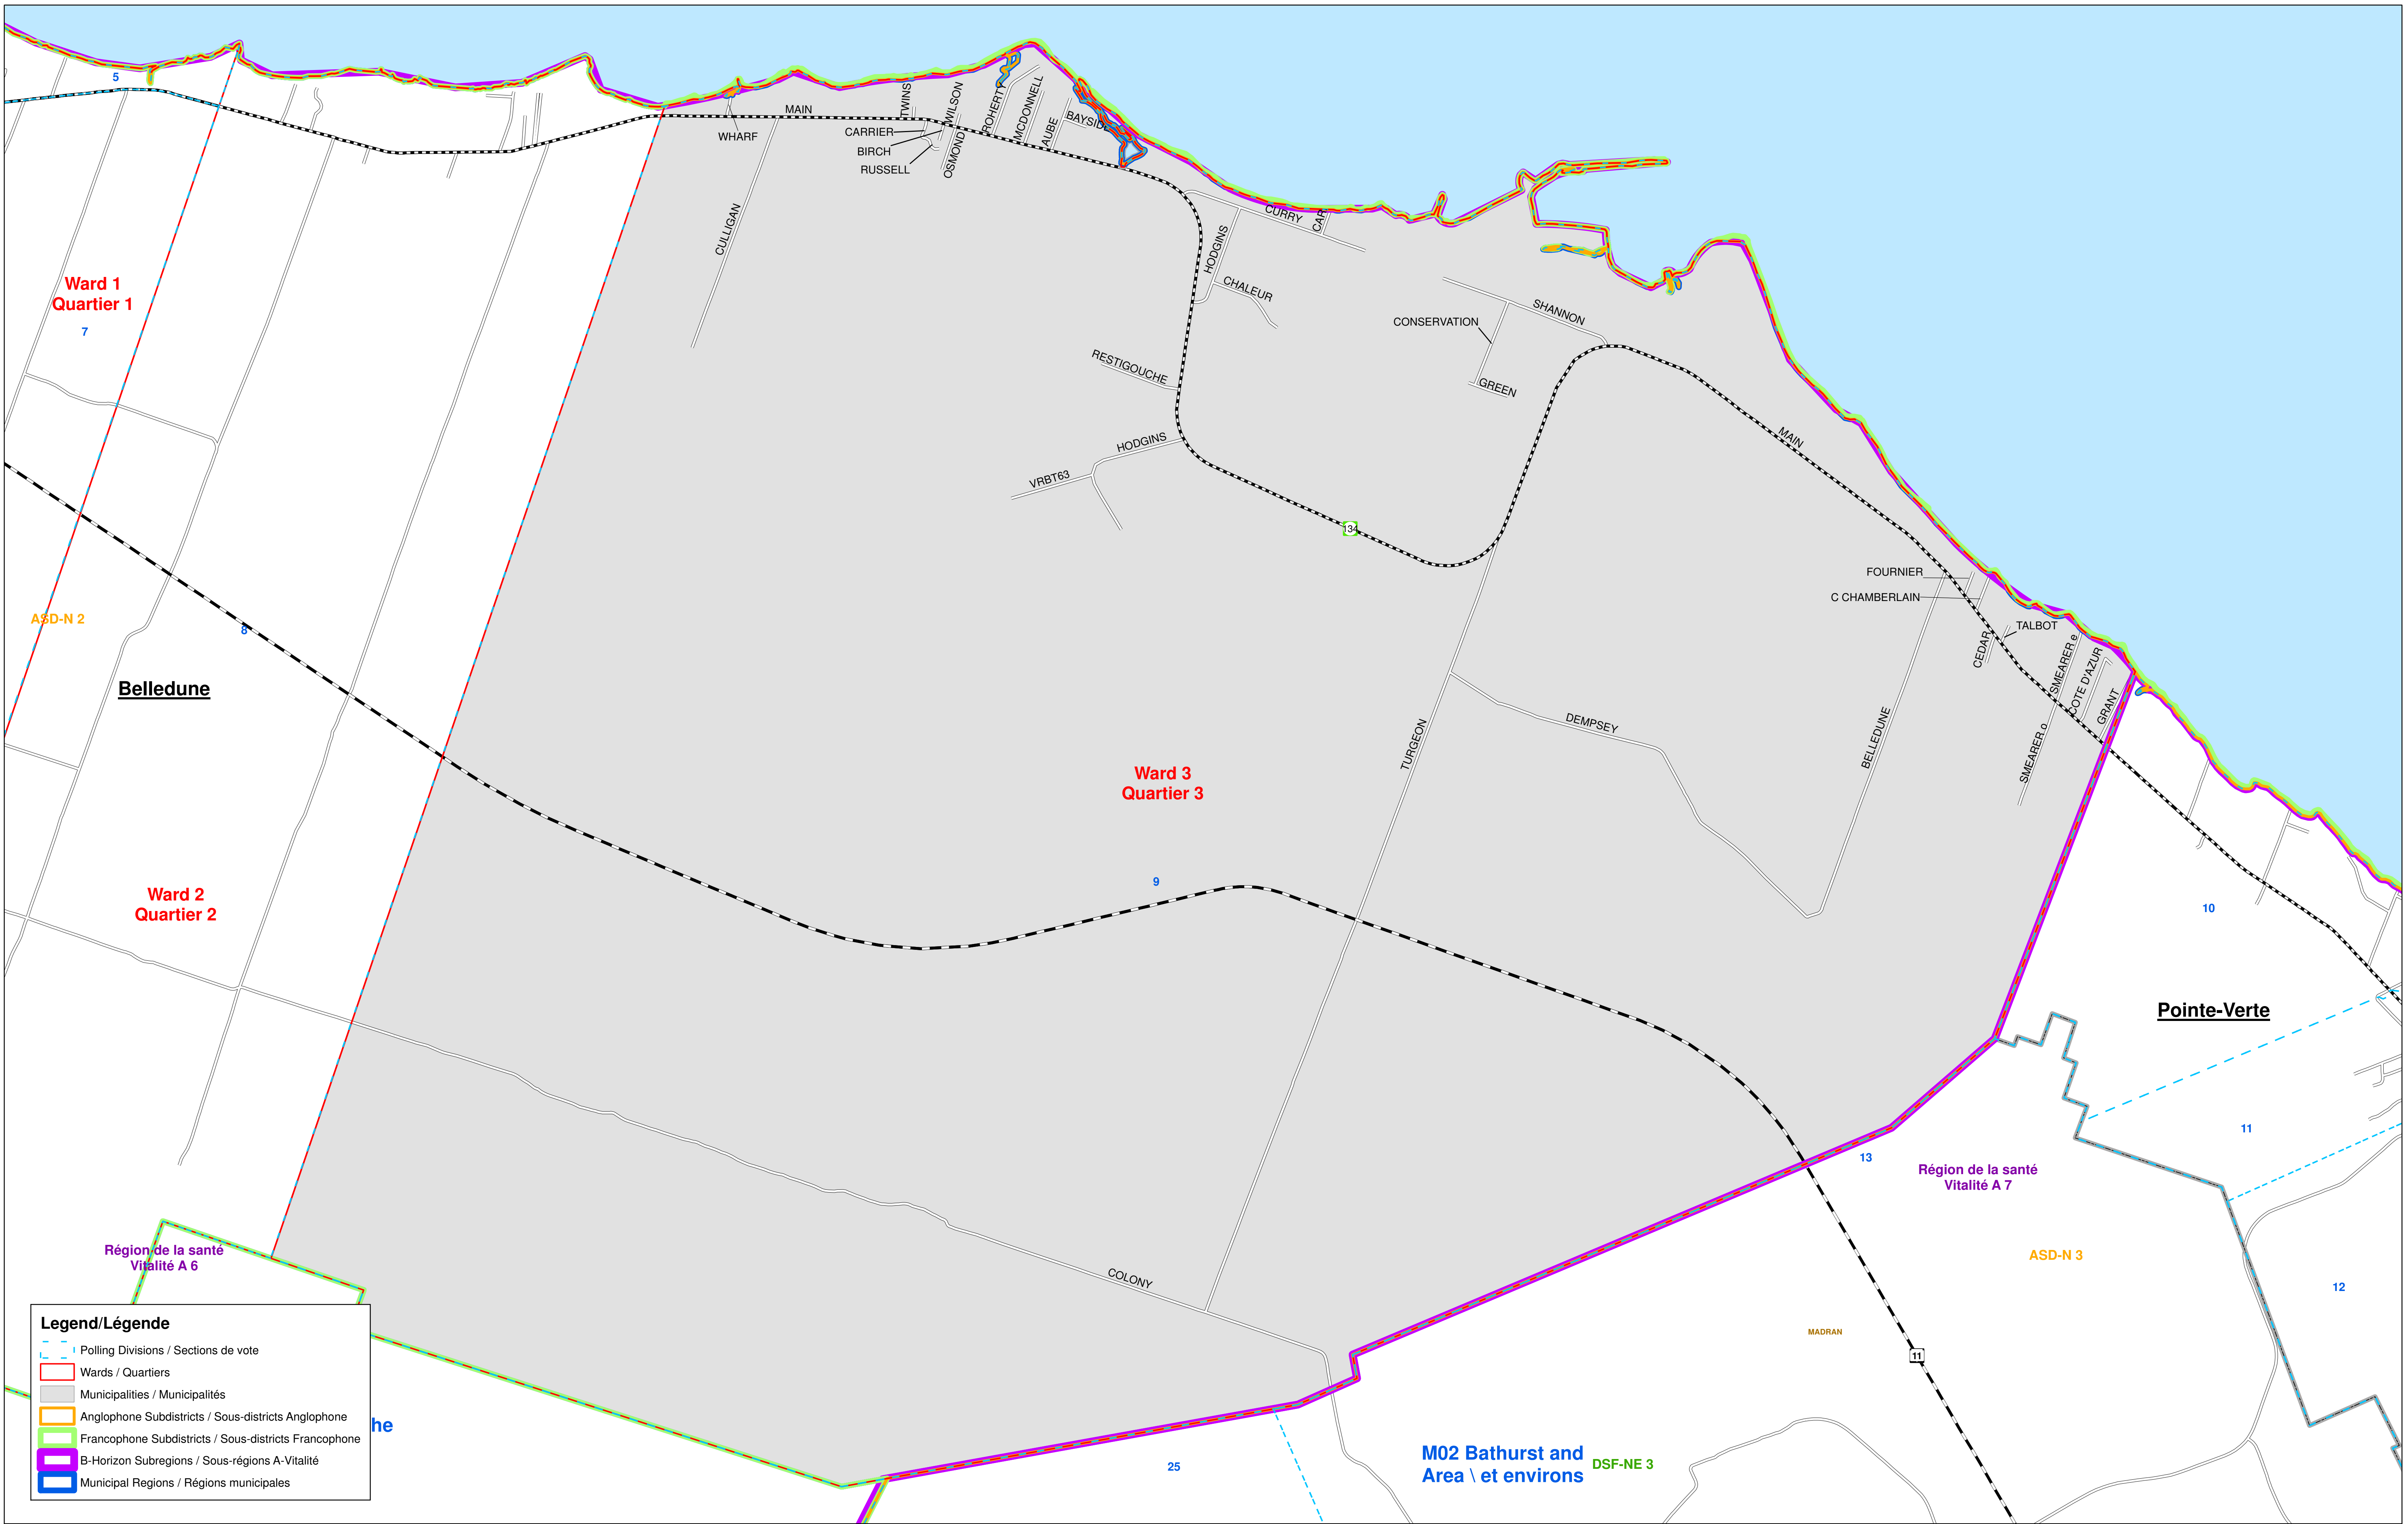 5
MAIN
WHARF
TWINS
WILSON
CARRIER
BIRCH
RUSSELL
OSMOND
ROHERTY
MCDONNELL
AUBE
BAYSIDE
CULLIGAN
CURRY
CAR
HODGINS
CHALEUR
Ward 1
Quartier 1
7
SHANNON
CONSERVATION
GREEN
RESTIGOUCHE
HODGINS
VRBT63
MAIN
134
FOURNIER
C CHAMBERLAIN
TALBOT
CEDAR
SMEARER e
COTE D'AZUR
GRANT
SMEARER o
ASD-N 2
8
Belledune
TURGEON
DEMPSEY
BELLEDUNE
Ward 3
Quartier 3
9
Ward 2
Quartier 2
10
Pointe-Verte
11
13
Région de la santé
Vitalité A 7
Région de la santé
Vitalité A 6
COLONY
ASD-N 3
12
MADRAN
11
he
M02 Bathurst and
Area \ et environs
DSF-NE 3
25
Legend/Légende
Polling Divisions / Sections de vote
Wards / Quartiers
Municipalities / Municipalités
Anglophone Subdistricts / Sous-districts Anglophone
Francophone Subdistricts / Sous-districts Francophone
B-Horizon Subregions / Sous-régions A-Vitalité
Municipal Regions / Régions municipales